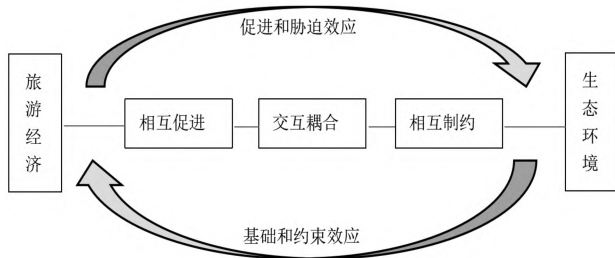 促进和胁迫效应
旅游经济
相互促进
交互耦合
相互制约
生态环境
基础和约束效应